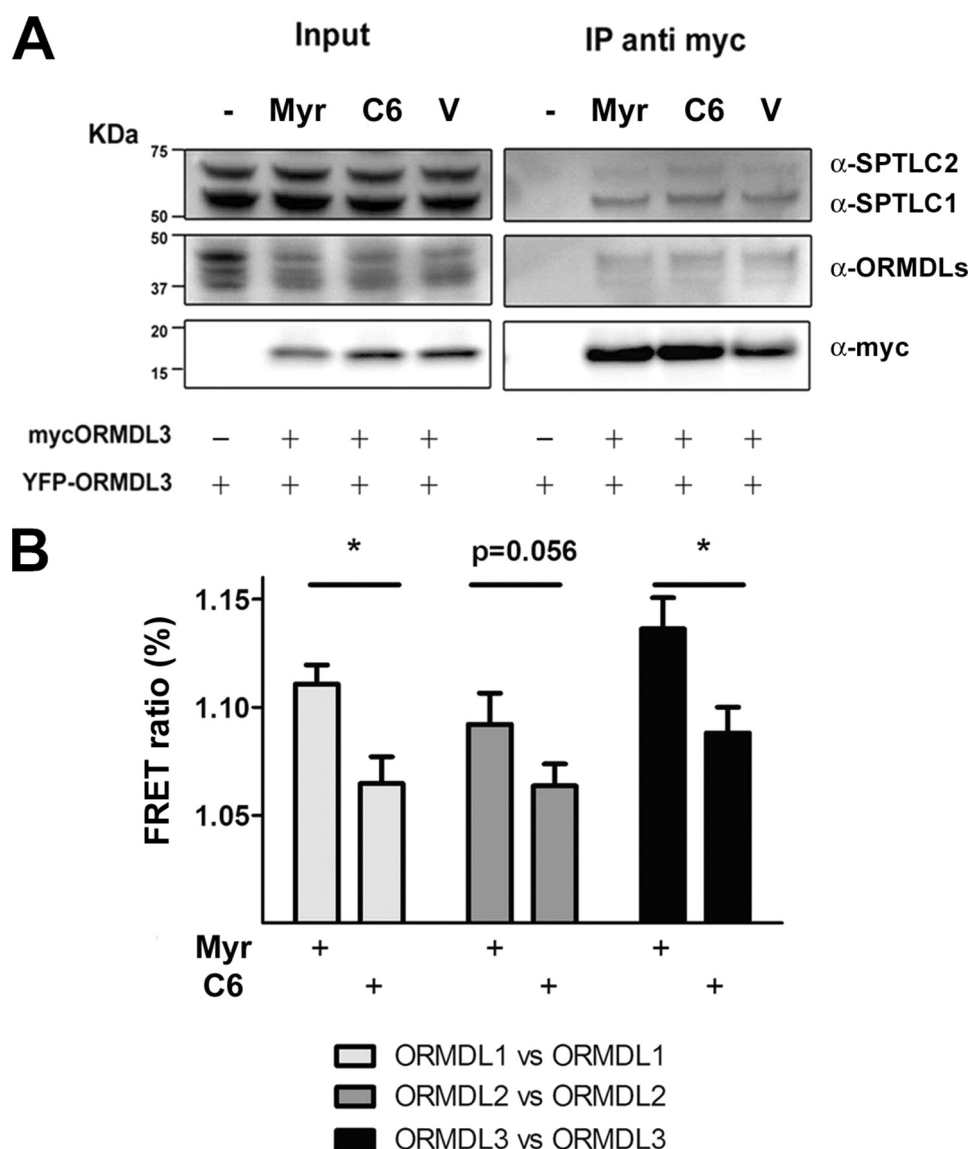 A
Input IP anti myc
- Myr C6 V - Myr C6 V
KDa
75
α-SPTLC2
α-SPTLC1
50
50
α-ORMDLs
37
20
α-myc
15
mycORMDL3 − + + + − + + +
YFP-ORMDL3 + + + + + + + +
B
* p=0.056 *
FRET ratio (%)
1.15
1.10
1.05
Myr + + +
C6 + + +
ORMDL1 vs ORMDL1
ORMDL2 vs ORMDL2
ORMDL3 vs ORMDL3